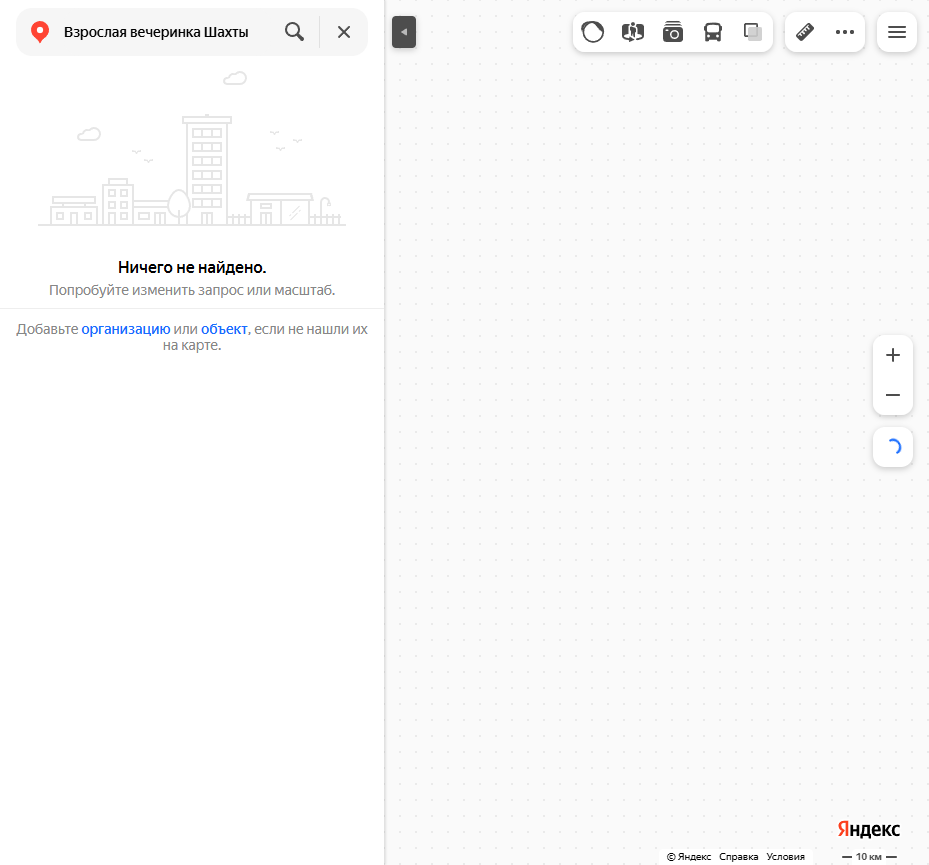 Взрослая вечеринка Шахты
Ничего не найдено.
Попробуйте изменить запрос или масштаб.
Добавьте организацию или объект, если не нашли их
на карте.
Яндекс
© Яндекс Справка Условия 10 км